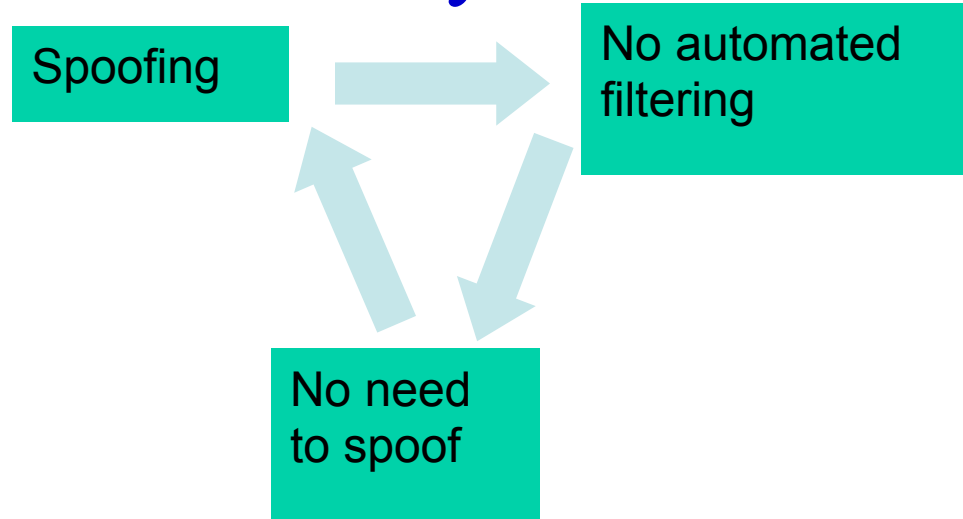 Spoofing
No automated
filtering
No need
to spoof